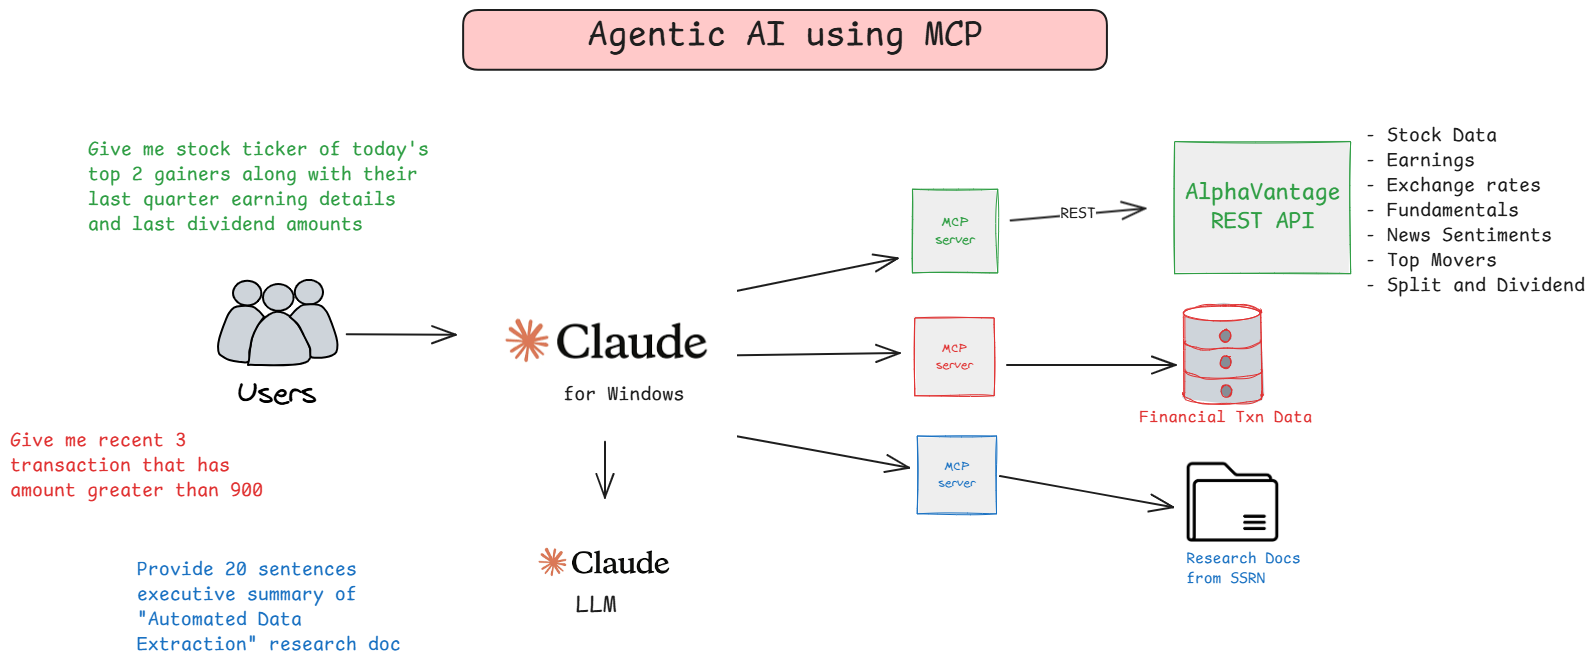 Agentic AI using MCP
Give me stock ticker of today's
top 2 gainers along with their
last quarter earning details
and last dividend amounts
Users
Give me recent 3
transaction that has
amount greater than 900
Provide 20 sentences
executive summary of
"Automated Data
Extraction" research doc
Claude
for Windows
Claude
LLM
MCP
server
REST
AlphaVantage
REST API
- Stock Data
- Earnings
- Exchange rates
- Fundamentals
- News Sentiments
- Top Movers
- Split and Dividend
MCP
server
Financial Txn Data
MCP
server
Research Docs
from SSRN